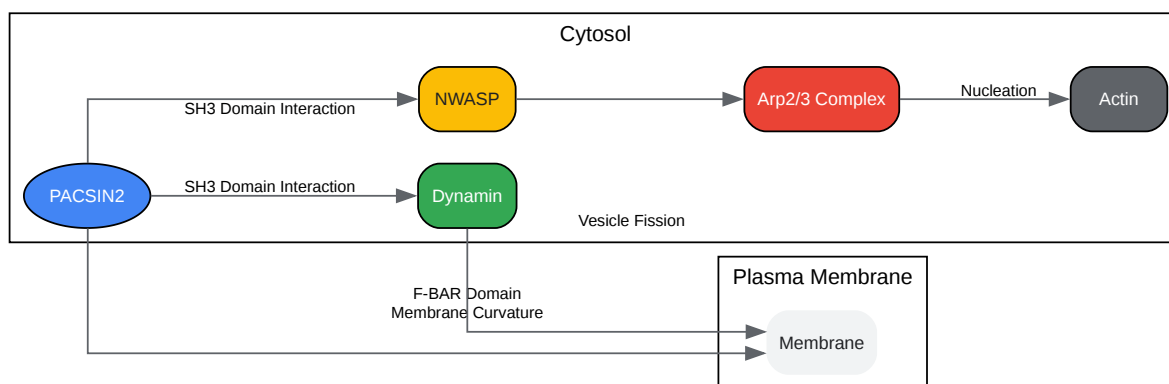 Cytosol
SH3 Domain Interaction
NWASP
Arp2/3 Complex
Nucleation
Actin
PACSIN2
SH3 Domain Interaction
Dynamin
Vesicle Fission
Plasma Membrane
F-BAR Domain
Membrane Curvature
Membrane